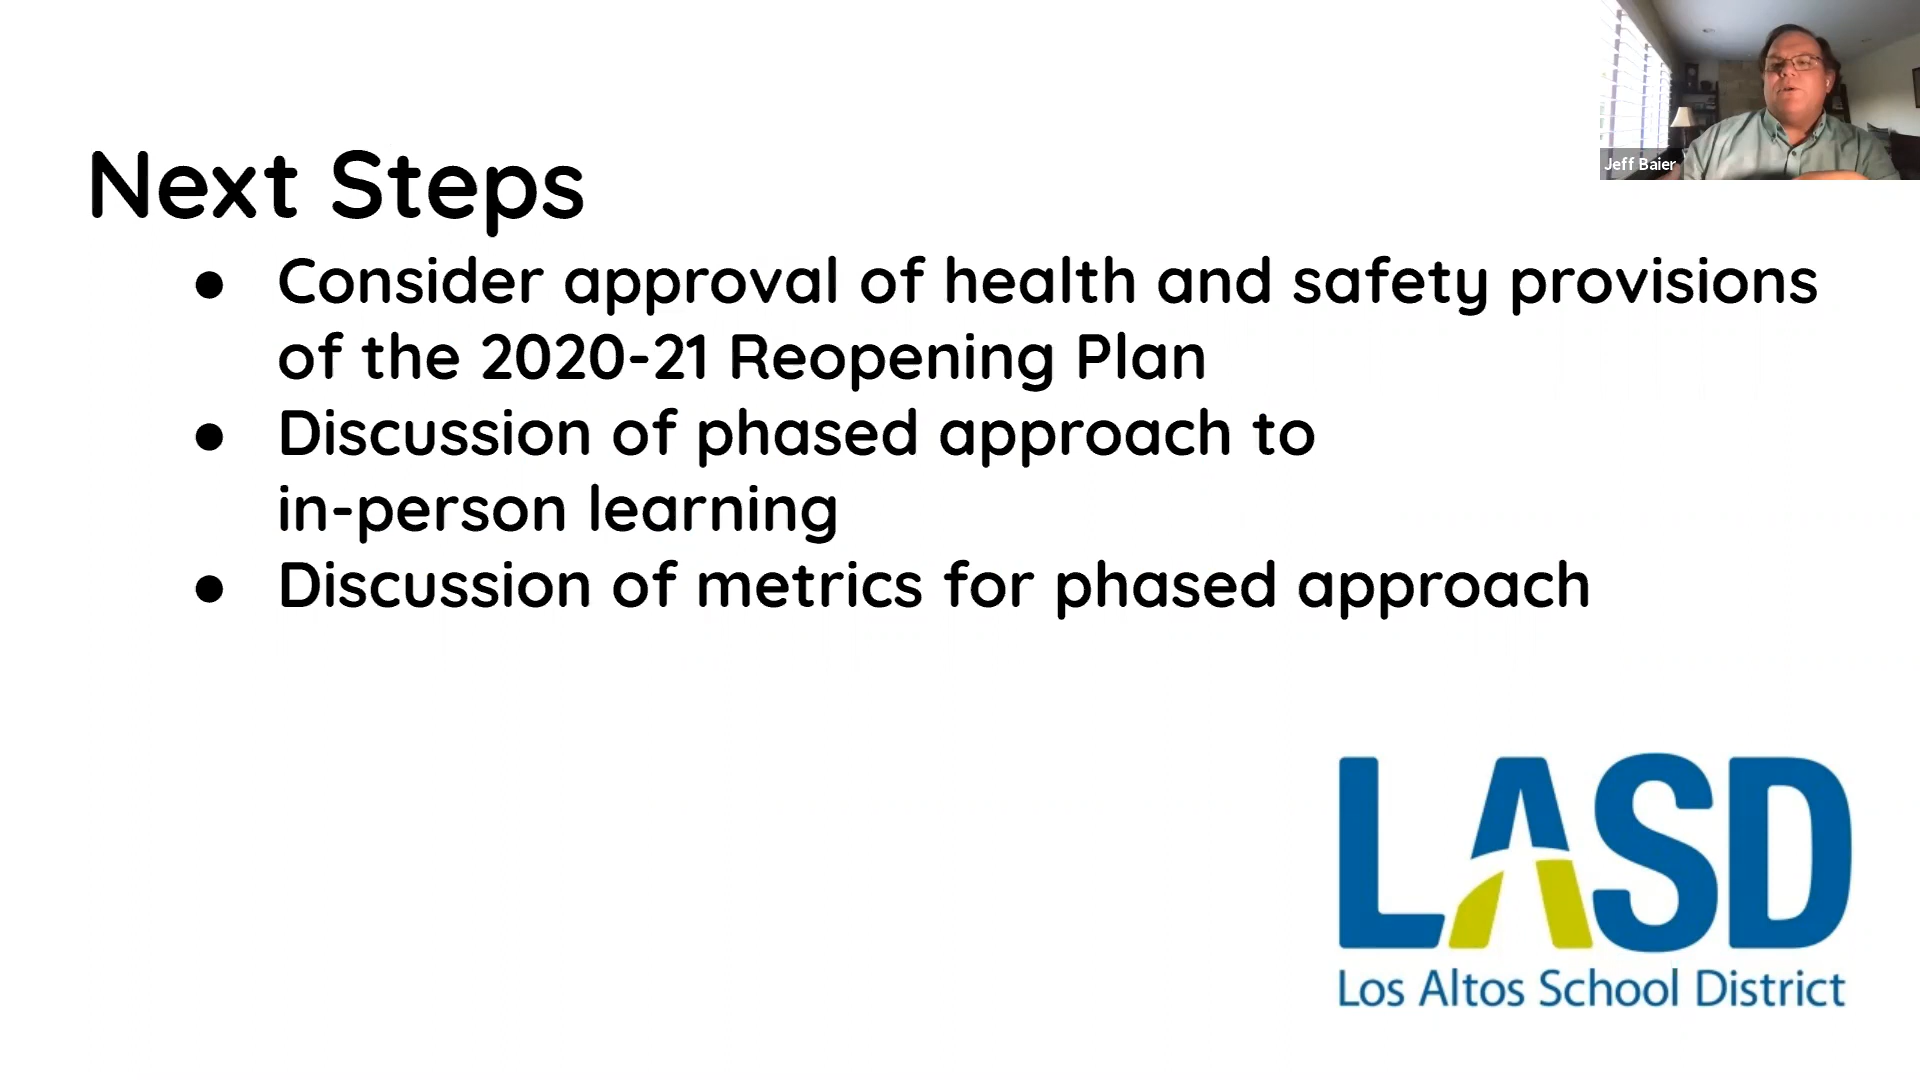 Jeff Baier
Next Steps
● Consider approval of health and safety provisions
of the 2020-21 Reopening Plan
● Discussion of phased approach to
in-person learning
● Discussion of metrics for phased approach
LASD
Los Altos School District